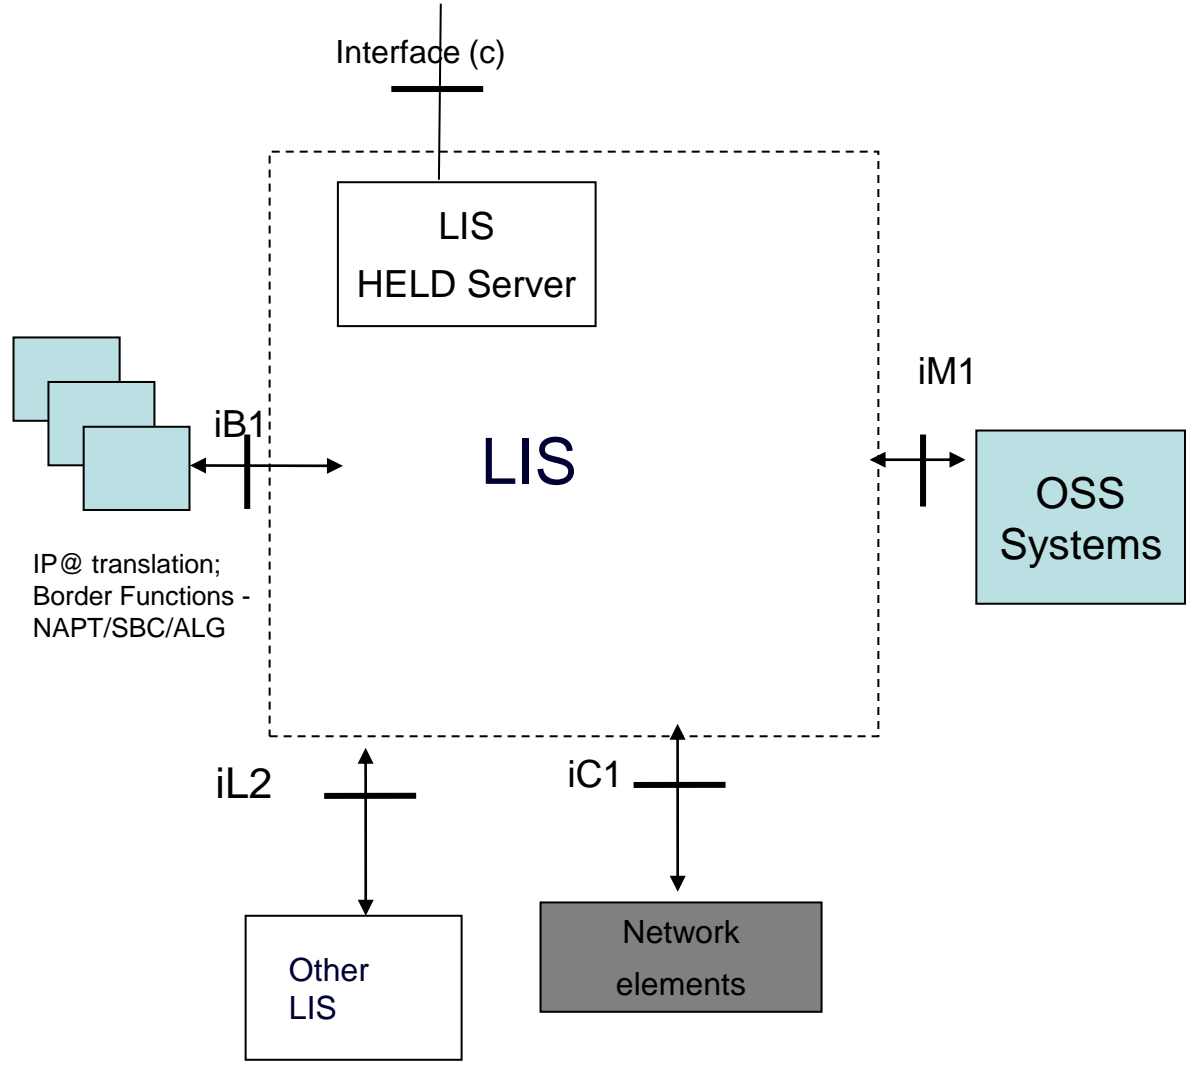 Interface (c)
LIS
HELD Server
iM1
iB1
LIS
OSS
Systems
IP@ translation;
Border Functions -
NAPT/SBC/ALG
iL2
iC1
Network
elements
Other
LIS